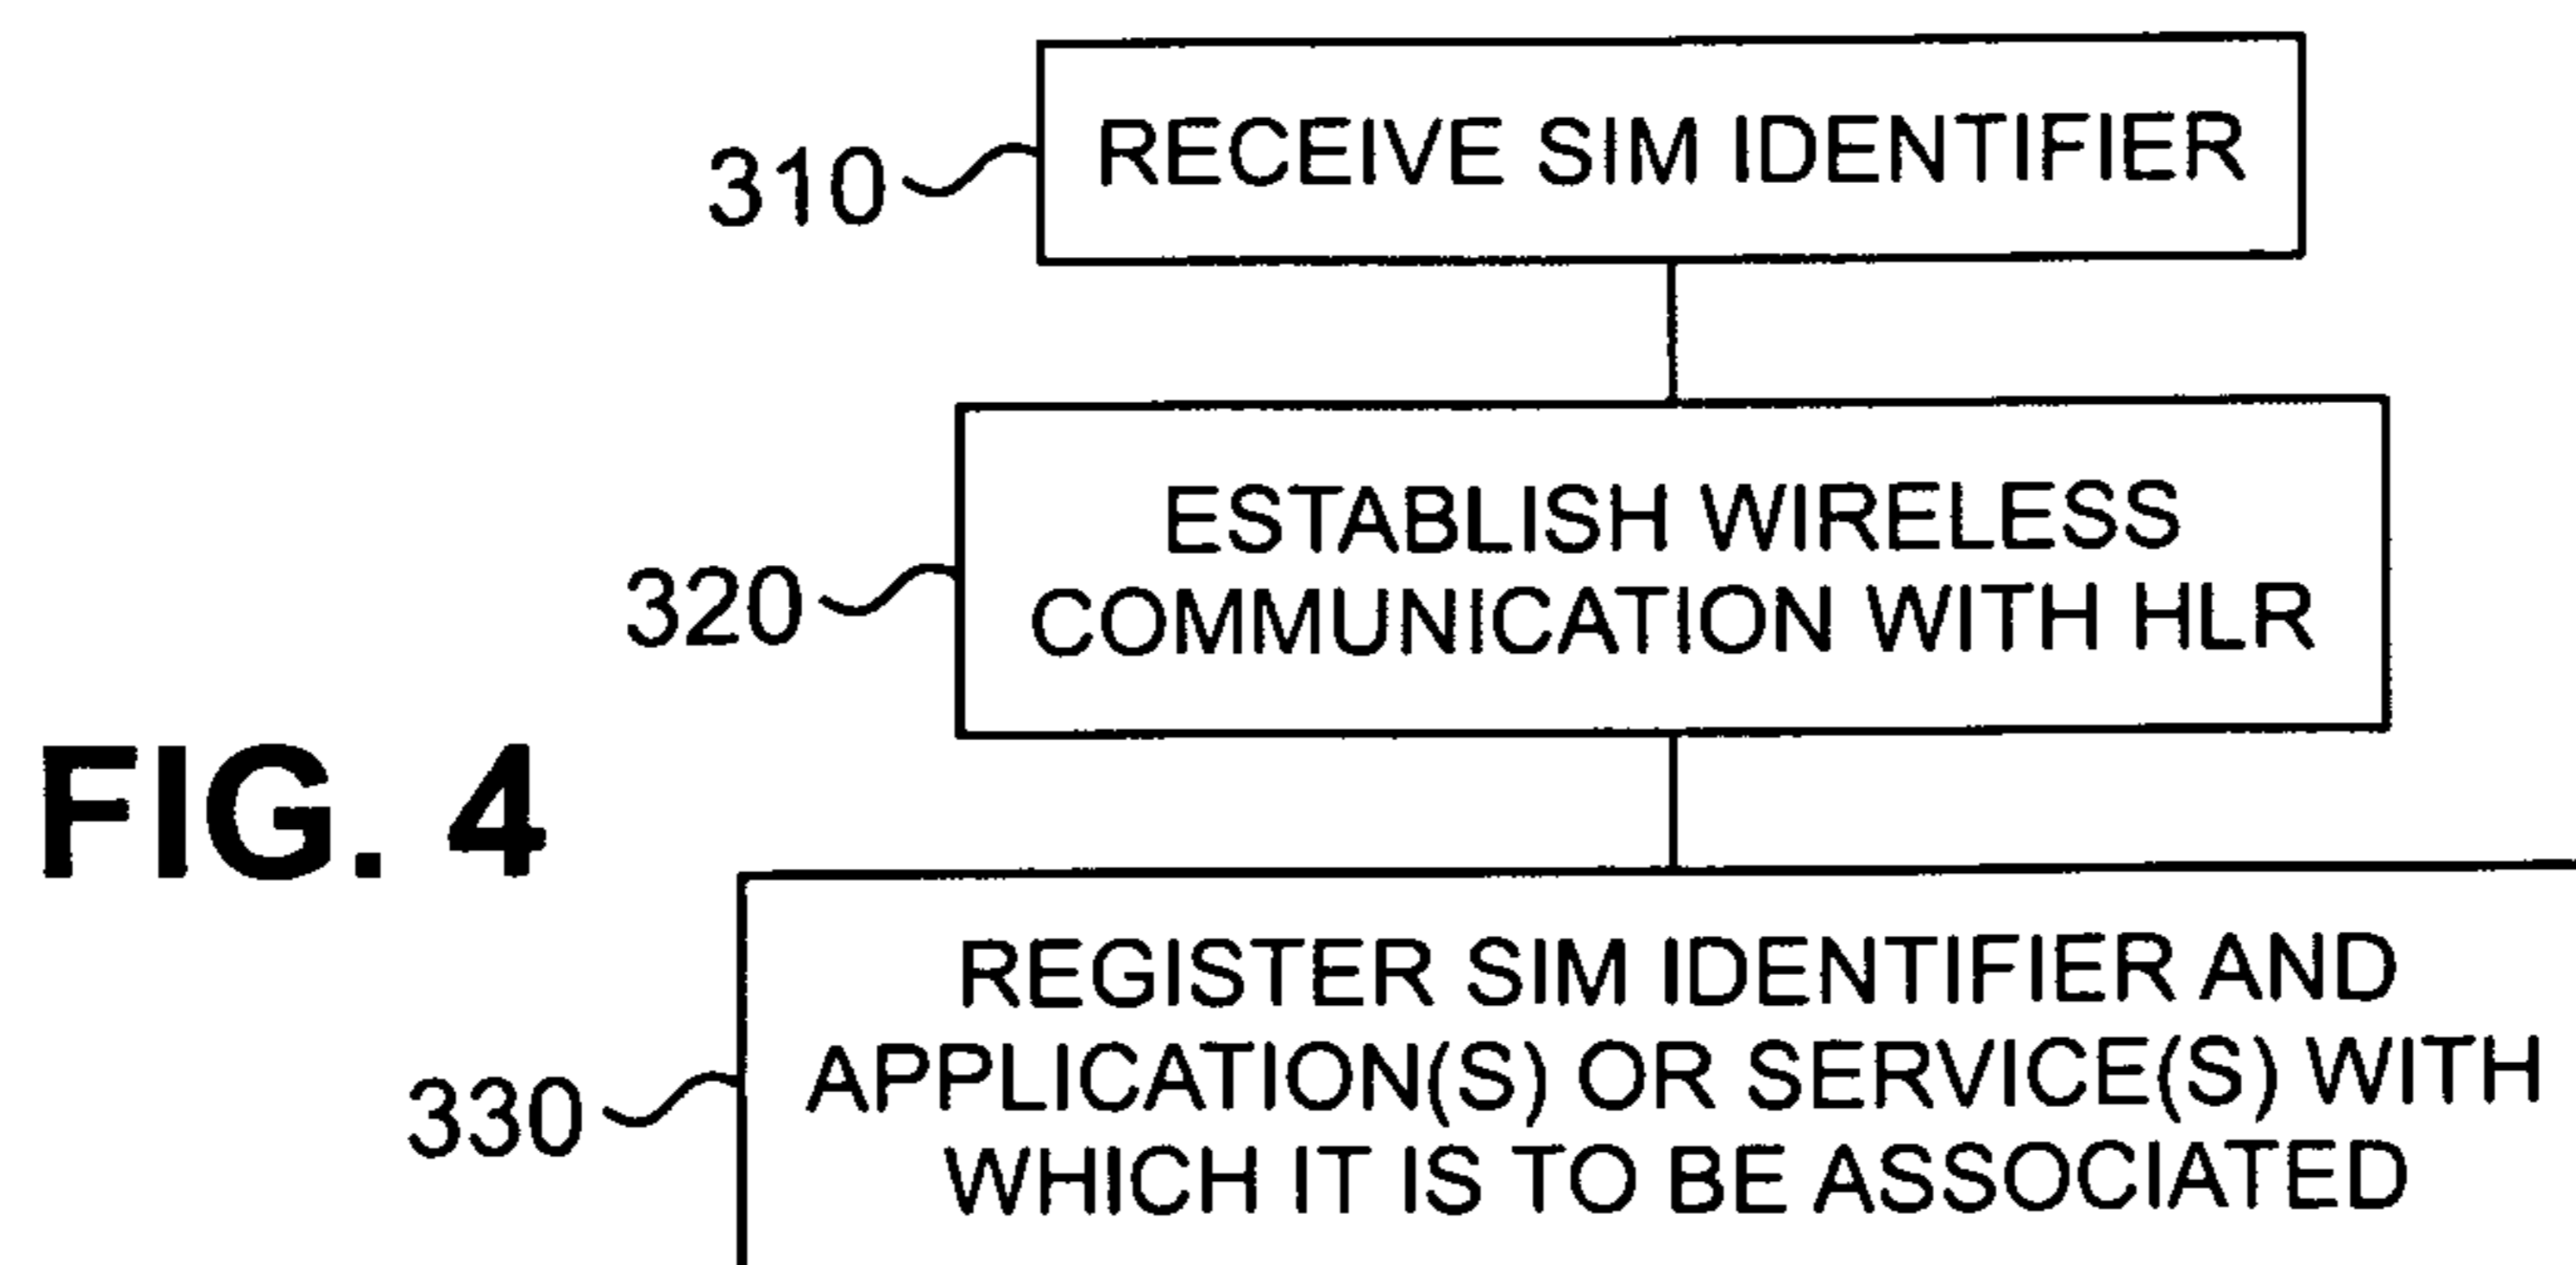 310
RECEIVE SIM IDENTIFIER
320
ESTABLISH WIRELESS
COMMUNICATION WITH HLR
FIG. 4
330
REGISTER SIM IDENTIFIER AND
APPLICATION(S) OR SERVICE(S) WITH
WHICH IT IS TO BE ASSOCIATED